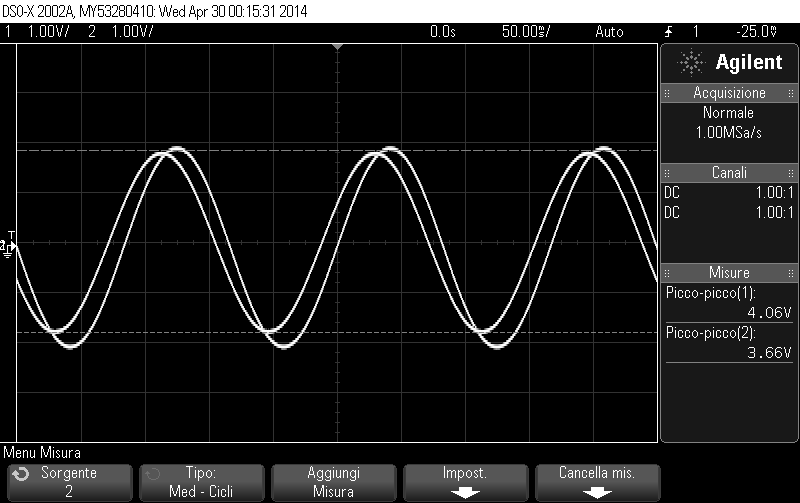 DSO-X 2002A, MY53280410: Wed Apr 30 00:15:31 2014
1 1.00V/ 2 1.00V/ 0.0s 50.00ms/ Auto 1 -25.0mV
Agilent
Acquisizione
Normale
1.00MSa/s
Canali
DC 1.00:1
DC 1.00:1
Misure
Picco-picco(1):
4.06V
Picco-picco(2):
3.66V
T
2
Menu Misura
Sorgente
2
Tipo:
Med - Cicli
Aggiungi
Misura
Impost.
Cancella mis.